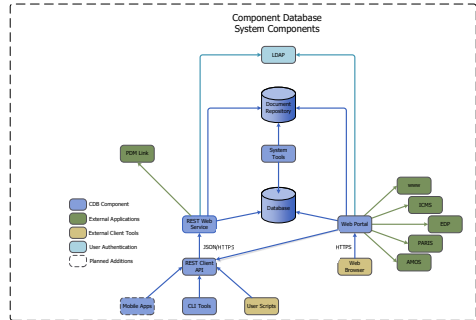 Component Database
System Components
LDAP
Document
Repository
PDM Link
System
Tools
www
ICMS
Database
REST Web
Service
Web Portal
EDP
CDB Component
External Applications
External Client Tools
User Authentication
Planned Additions
JSON/HTTPS
HTTPS
PARIS
REST Client
API
Web
Browser
AMOS
Mobile Apps
CLI Tools
User Scripts